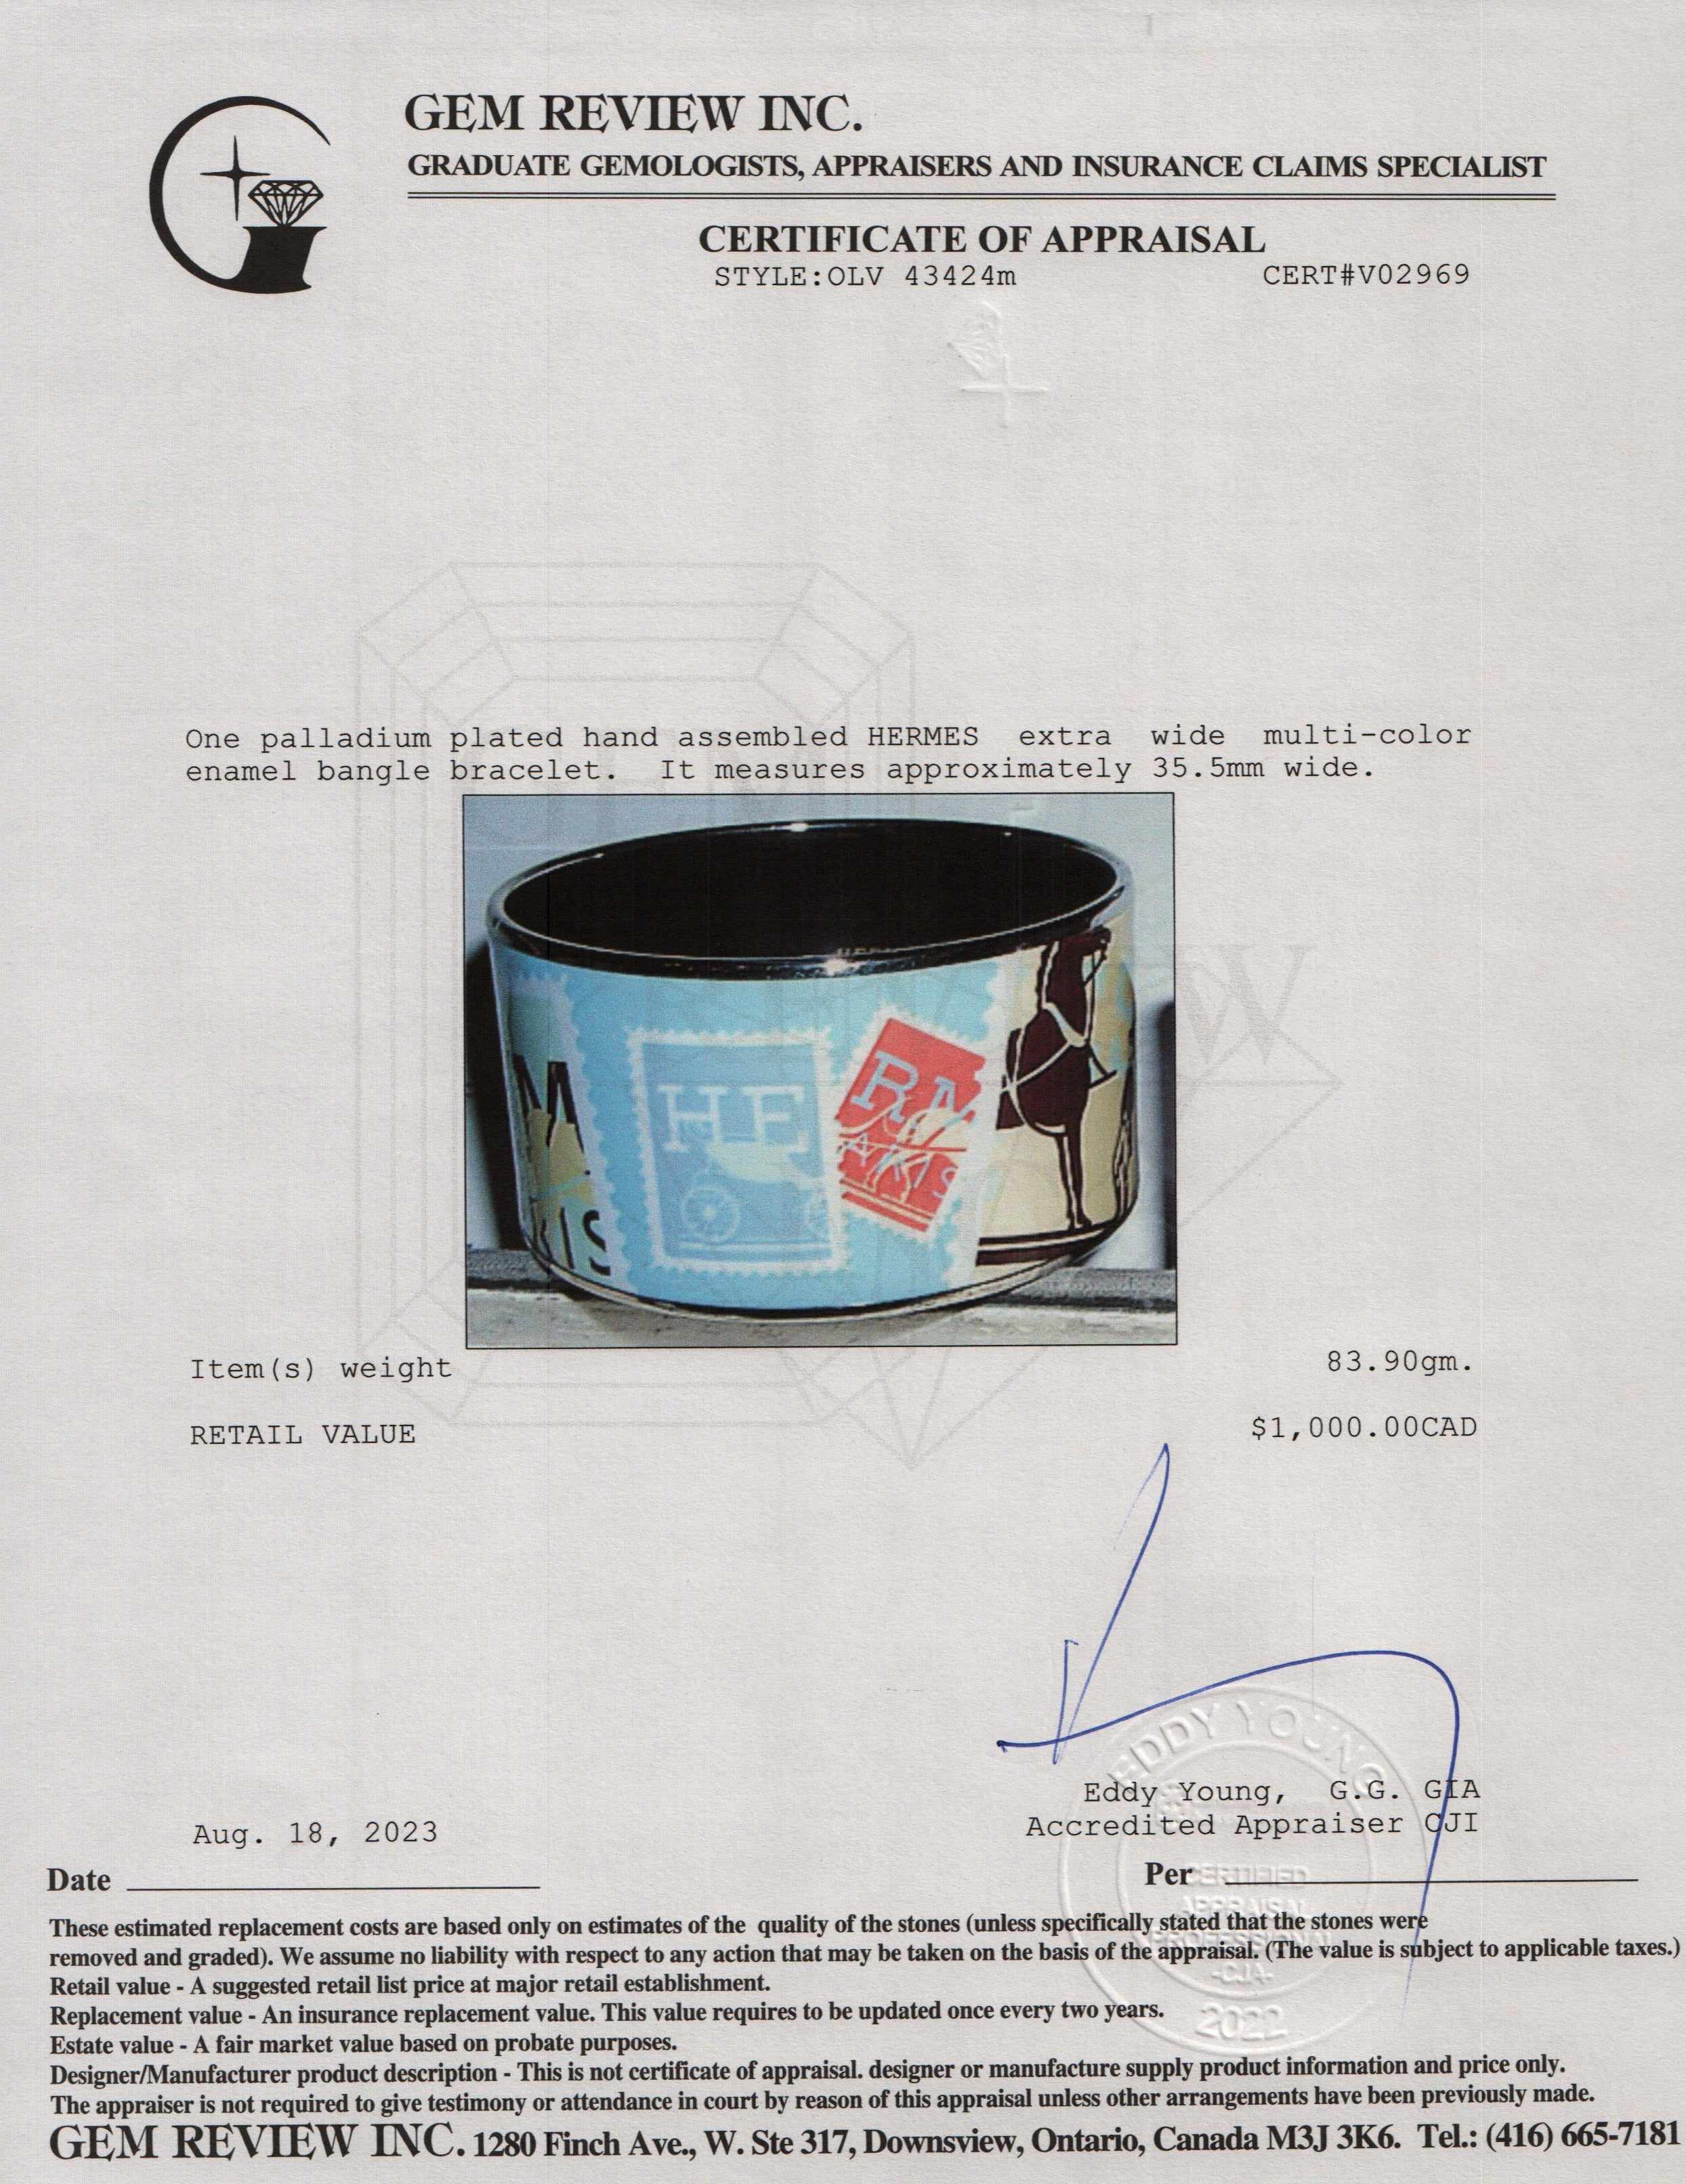 GEM REVIEW INC.
GRADUATE GEMOLOGISTS, APPRAISERS AND INSURANCE CLAIMS SPECIALIST
CERTIFICATE OF APPRAISAL
STYLE:OLV 43424m CERT#V02969
One palladium plated hand assembled HERMES extra wide multi-color
enamel bangle bracelet. It measures approximately 35.5mm wide.
M
IS
HE
RM
Item(s) weight 83.90gm.
RETAIL VALUE $1,000.00CAD
EDDY YOUNG
Eddy Young, G.G. GIA
Accredited Appraiser CJI
Aug. 18, 2023
Date
Per
CERTIFIED
APPRAISAL
PROFESSIONAL
-CJA-
2022
These estimated replacement costs are based only on estimates of the quality of the stones (unless specifically stated that the stones were
removed and graded). We assume no liability with respect to any action that may be taken on the basis of the appraisal. (The value is subject to applicable taxes.)
Retail value - A suggested retail list price at major retail establishment.
Replacement value - An insurance replacement value. This value requires to be updated once every two years.
Estate value - A fair market value based on probate purposes.
Designer/Manufacturer product description - This is not certificate of appraisal. designer or manufacture supply product information and price only.
The appraiser is not required to give testimony or attendance in court by reason of this appraisal unless other arrangements have been previously made.
GEM REVIEW INC. 1280 Finch Ave., W. Ste 317, Downsview, Ontario, Canada M3J 3K6. Tel.: (416) 665-7181